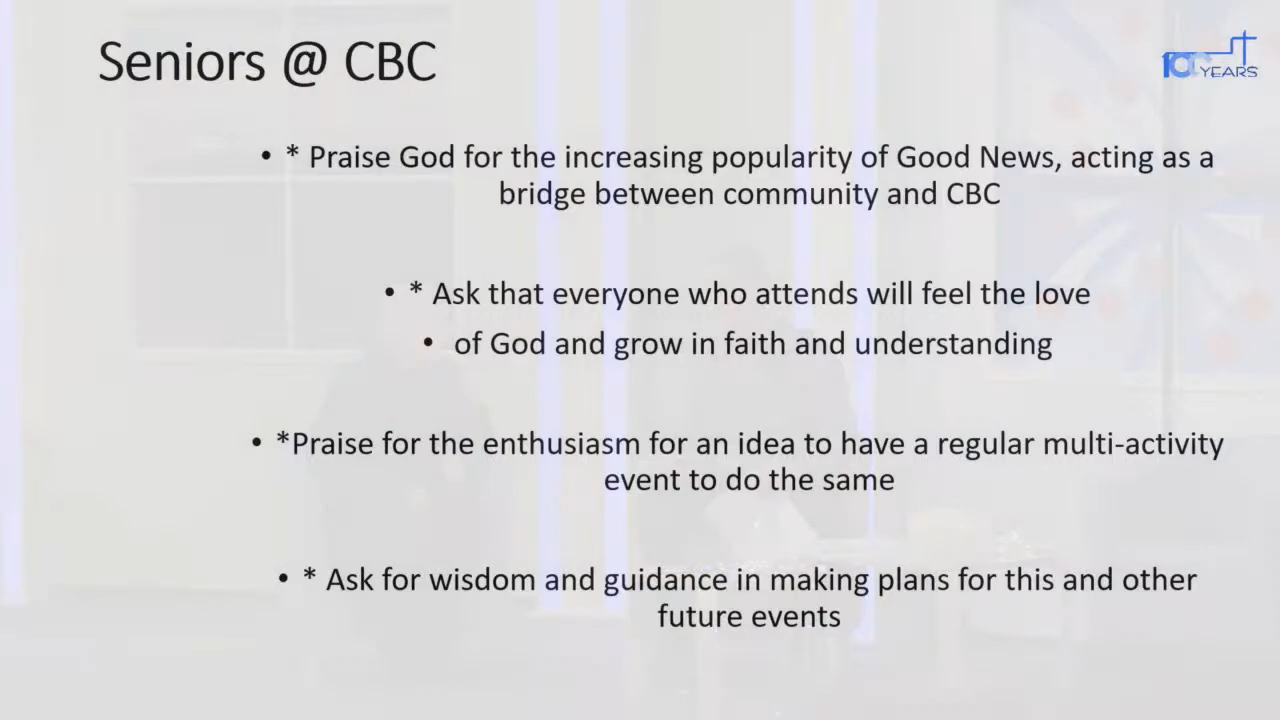 Seniors @ CBC
100 YEARS
• * Praise God for the increasing popularity of Good News, acting as a
bridge between community and CBC
• * Ask that everyone who attends will feel the love
• of God and grow in faith and understanding
• *Praise for the enthusiasm for an idea to have a regular multi-activity
event to do the same
• * Ask for wisdom and guidance in making plans for this and other
future events